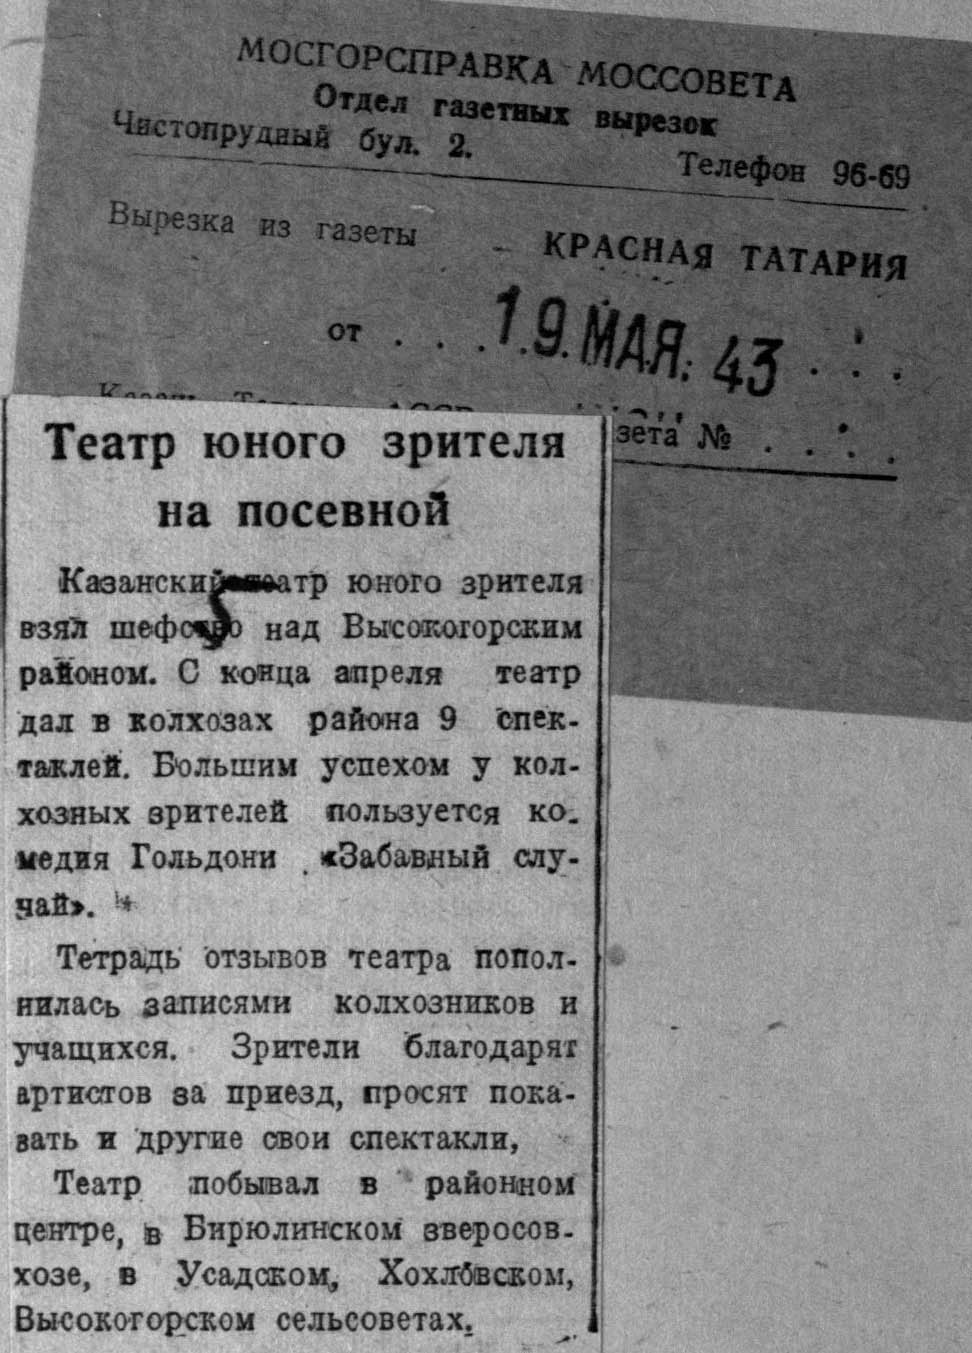 МОСГОРСПРАВКА МОССОВЕТА
Отдел газетных вырезок
Чистопрудный бул. 2. Телефон 96-69
Вырезка из газеты КРАСНАЯ ТАТАРИЯ
от . . . 19. МАЯ. 43 . . .
зета № . . . .
Театр юного зрителя
на посевной
Казанский театр юного зрителя
взял шефство над Высокогорским
районом. С конца апреля театр
дал в колхозах района 9 спек-
таклей. Большим успехом у кол-
хозных зрителей пользуется ко-
медия Гольдони «Забавный слу-
чай».
Тетрадь отзывов театра попол-
нилась записями колхозников и
учащихся. Зрители благодарят
артистов за приезд, просят пока-
зать и другие свои спектакли,
Театр побывал в районном
центре, в Бирюлинском зверосов-
хозе, в Усадском, Хохловском,
Высокогорском сельсоветах.